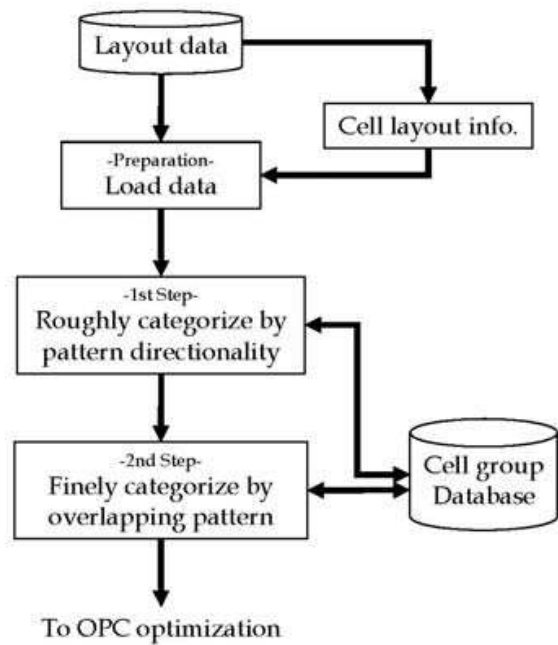 Layout data
Cell layout info.
-Preparation-
Load data
-1st Step-
Roughly categorize by
pattern directionality
-2nd Step-
Finely categorize by
overlapping pattern
Cell group
Database
To OPC optimization